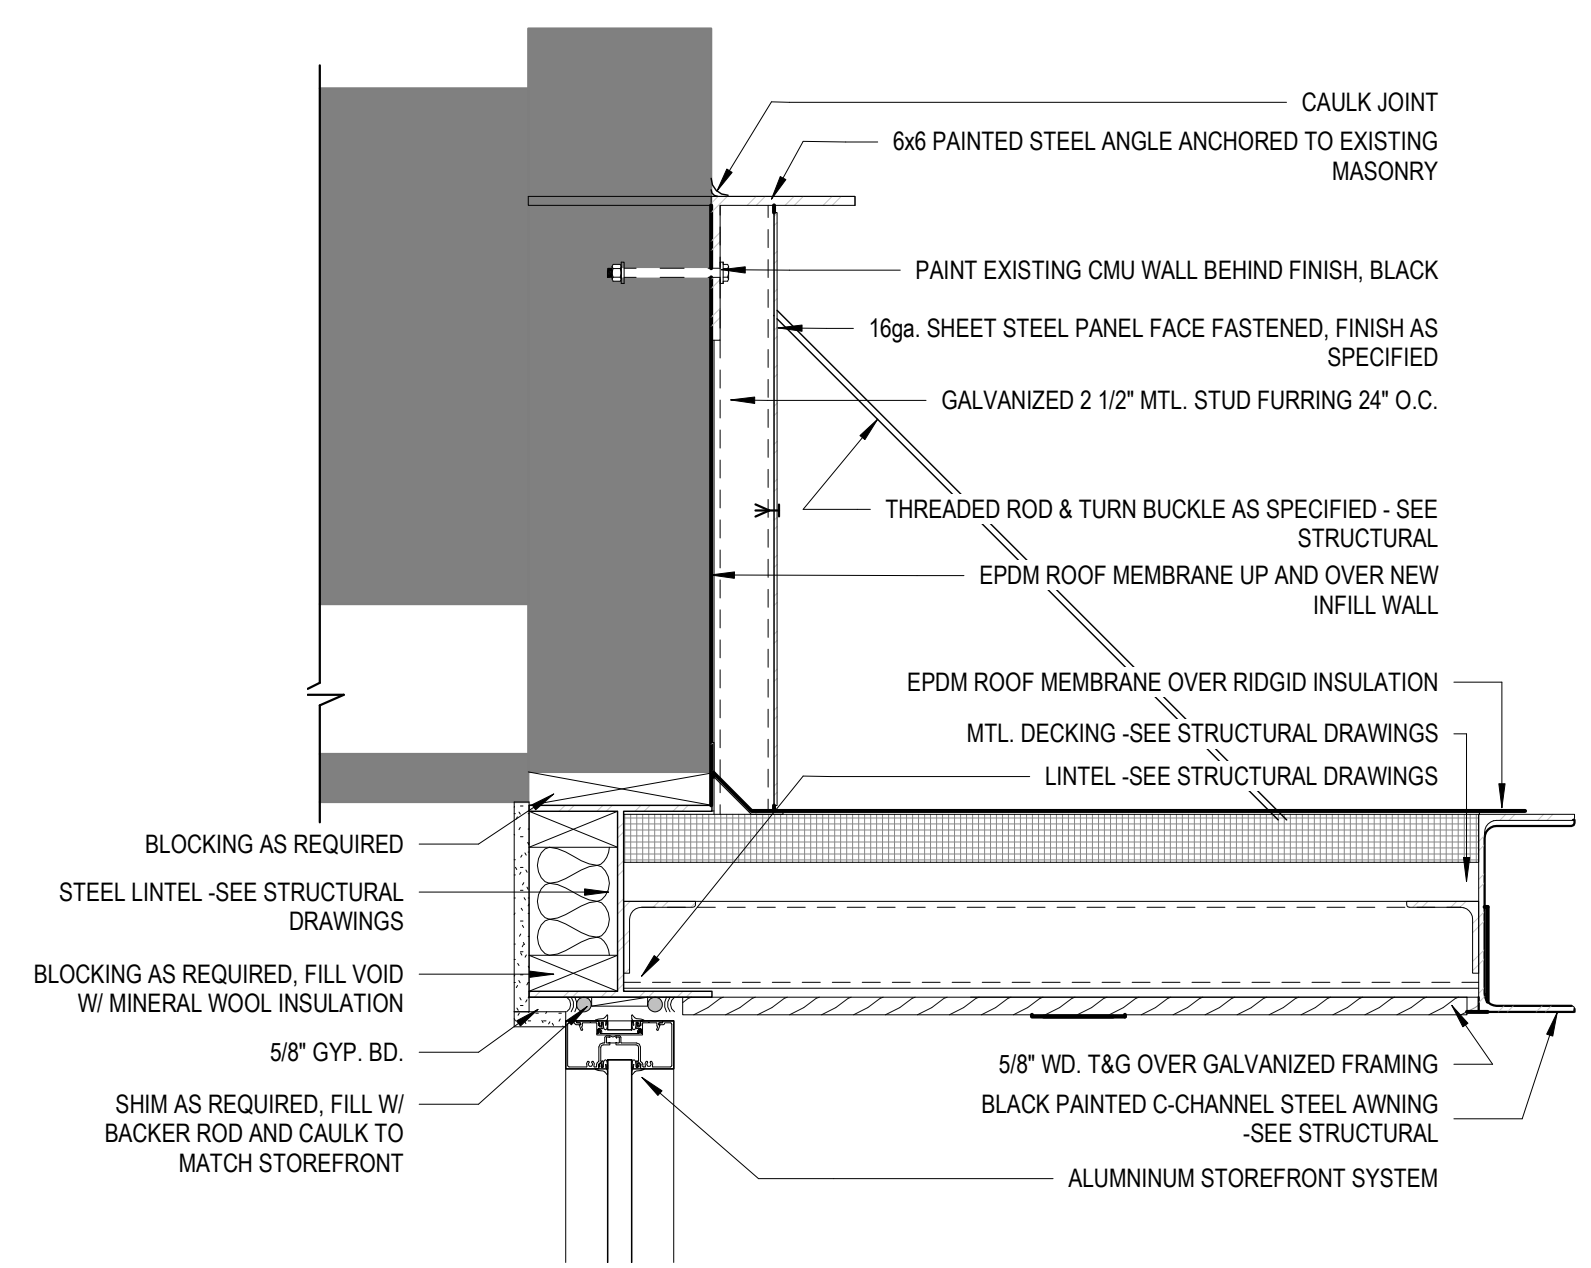 CAULK JOINT
6x6 PAINTED STEEL ANGLE ANCHORED TO EXISTING
MASONRY
PAINT EXISTING CMU WALL BEHIND FINISH, BLACK
16ga. SHEET STEEL PANEL FACE FASTENED, FINISH AS
SPECIFIED
GALVANIZED 2 1/2" MTL. STUD FURRING 24" O.C.
THREADED ROD & TURN BUCKLE AS SPECIFIED - SEE
STRUCTURAL
EPDM ROOF MEMBRANE UP AND OVER NEW
INFILL WALL
EPDM ROOF MEMBRANE OVER RIDGID INSULATION
MTL. DECKING -SEE STRUCTURAL DRAWINGS
LINTEL -SEE STRUCTURAL DRAWINGS
BLOCKING AS REQUIRED
STEEL LINTEL -SEE STRUCTURAL
DRAWINGS
BLOCKING AS REQUIRED, FILL VOID
W/ MINERAL WOOL INSULATION
5/8" GYP. BD.
SHIM AS REQUIRED, FILL W/
BACKER ROD AND CAULK TO
MATCH STOREFRONT
5/8" WD. T&G OVER GALVANIZED FRAMING
BLACK PAINTED C-CHANNEL STEEL AWNING
-SEE STRUCTURAL
ALUMNINUM STOREFRONT SYSTEM